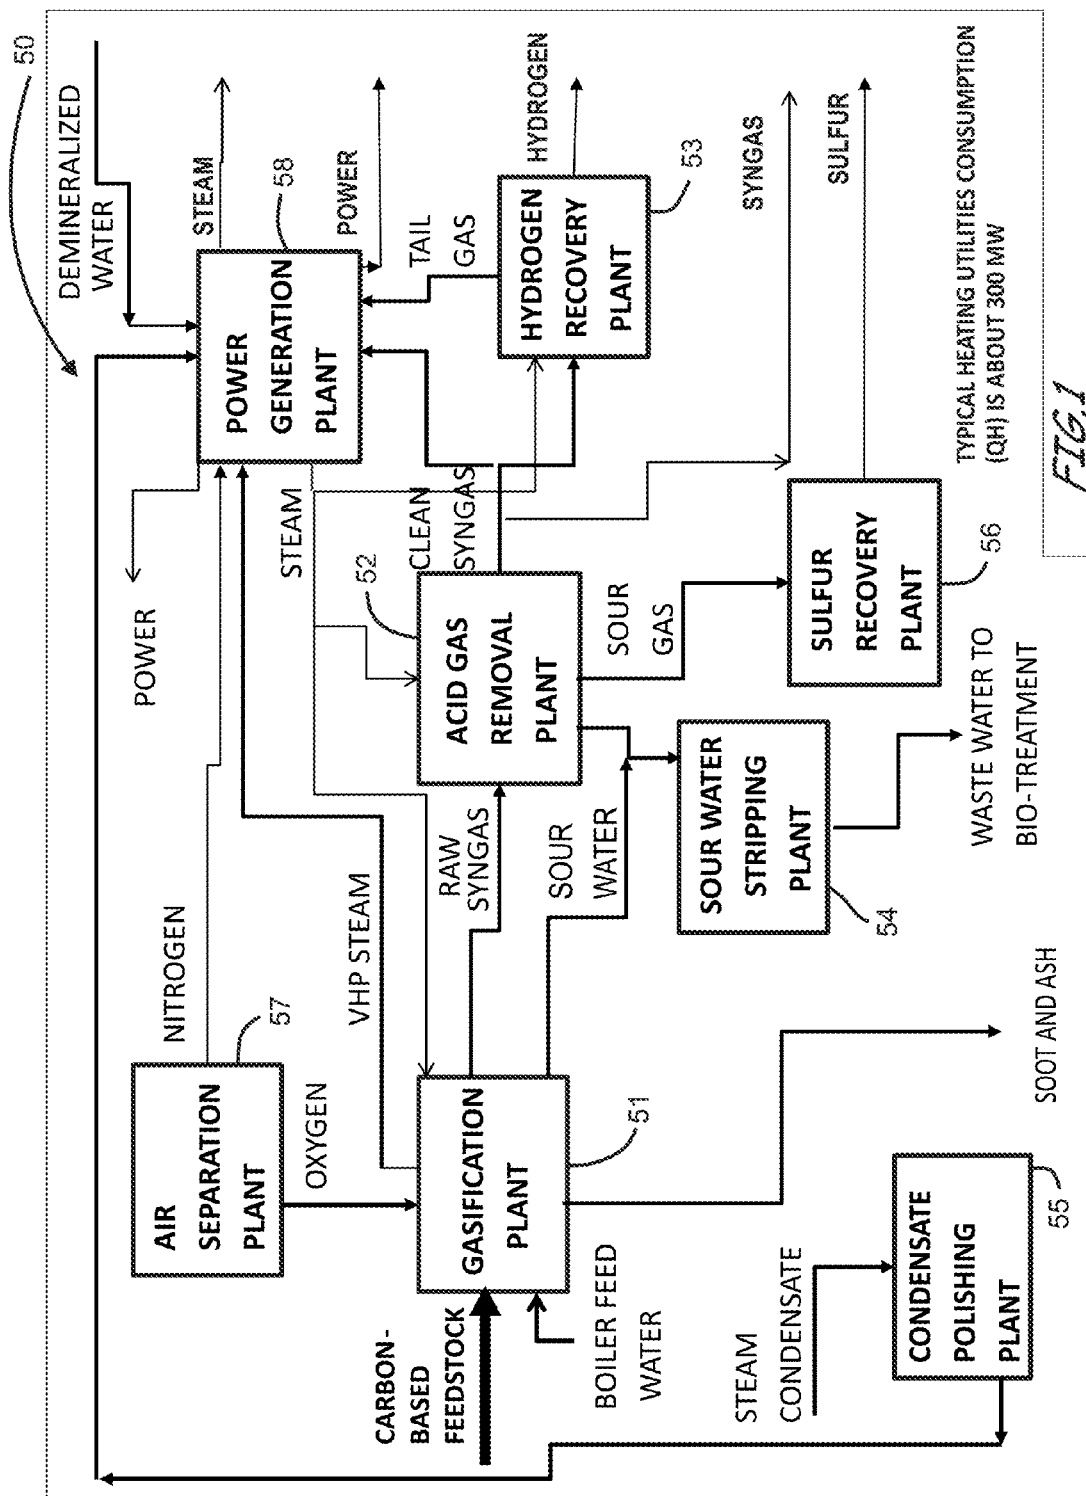 50
DEMINERALIZED
WATER
STEAM
58
POWER
POWER
GENERATION
PLANT
TAIL
GAS
HYDROGEN
HYDROGEN
RECOVERY
PLANT
53
SYNGAS
SULFUR
TYPICAL HEATING UTILITIES CONSUMPTION
(QH) IS ABOUT 300 MW
FIG.1
POWER
STEAM
CLEAN
SYNGAS
52
ACID GAS
REMOVAL
PLANT
SOUR
GAS
SULFUR
RECOVERY
PLANT
56
NITROGEN
VHP STEAM
RAW
SYNGAS
SOUR
WATER
SOUR WATER
STRIPPING
PLANT
54
WASTE WATER TO
BIO-TREATMENT
AIR
SEPARATION
PLANT
57
OXYGEN
GASIFICATION
PLANT
51
SOOT AND ASH
CARBON-
BASED
FEEDSTOCK
BOILER FEED
WATER
STEAM
CONDENSATE
CONDENSATE
POLISHING
PLANT
55